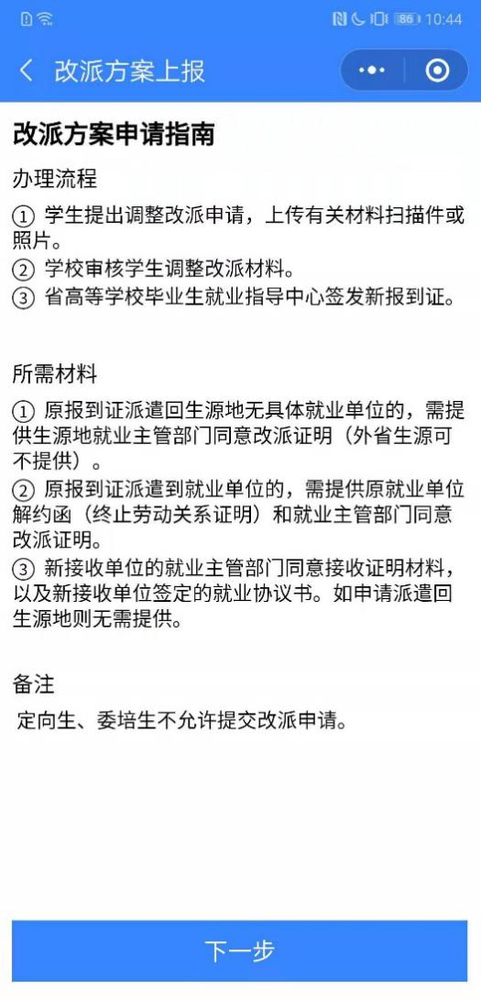 86 10:44
改派方案上报
改派方案申请指南
办理流程
① 学生提出调整改派申请，上传有关材料扫描件或
照片。
② 学校审核学生调整改派材料。
③ 省高等学校毕业生就业指导中心签发新报到证。
所需材料
① 原报到证派遣回生源地无具体就业单位的，需提
供生源地就业主管部门同意改派证明（外省生源可
不提供）。
② 原报到证派遣到就业单位的，需提供原就业单位
解约函（终止劳动关系证明）和就业主管部门同意
改派证明。
③ 新接收单位的就业主管部门同意接收证明材料，
以及新接收单位签定的就业协议书。如申请派遣回
生源地则无需提供。
备注
定向生、委培生不允许提交改派申请。
下一步